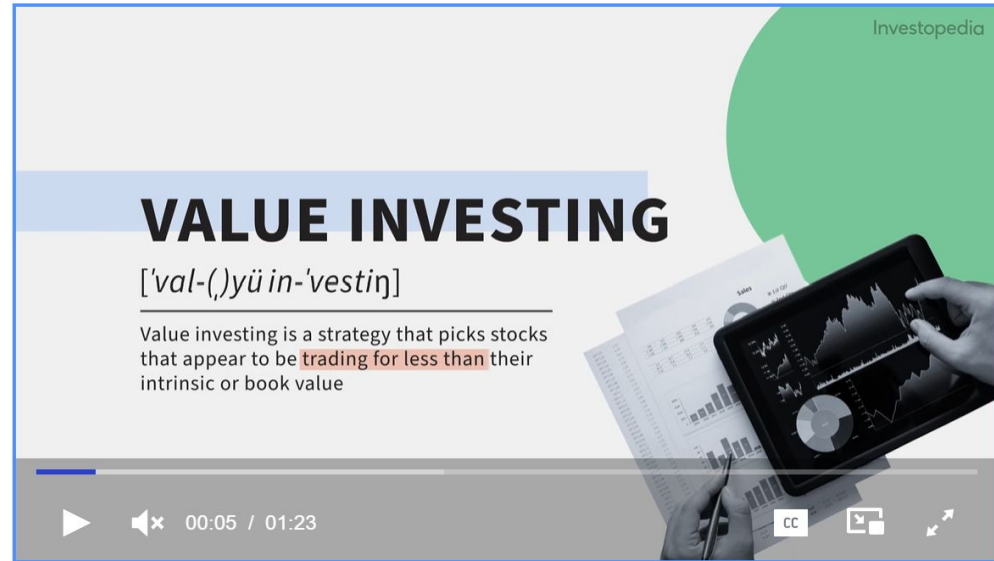 Investopedia
VALUE INVESTING
['val-(ˌ)yü in-'vestiŋ]
Value investing is a strategy that picks stocks
that appear to be trading for less than their
intrinsic or book value
Sales
00:05 / 01:23
CC